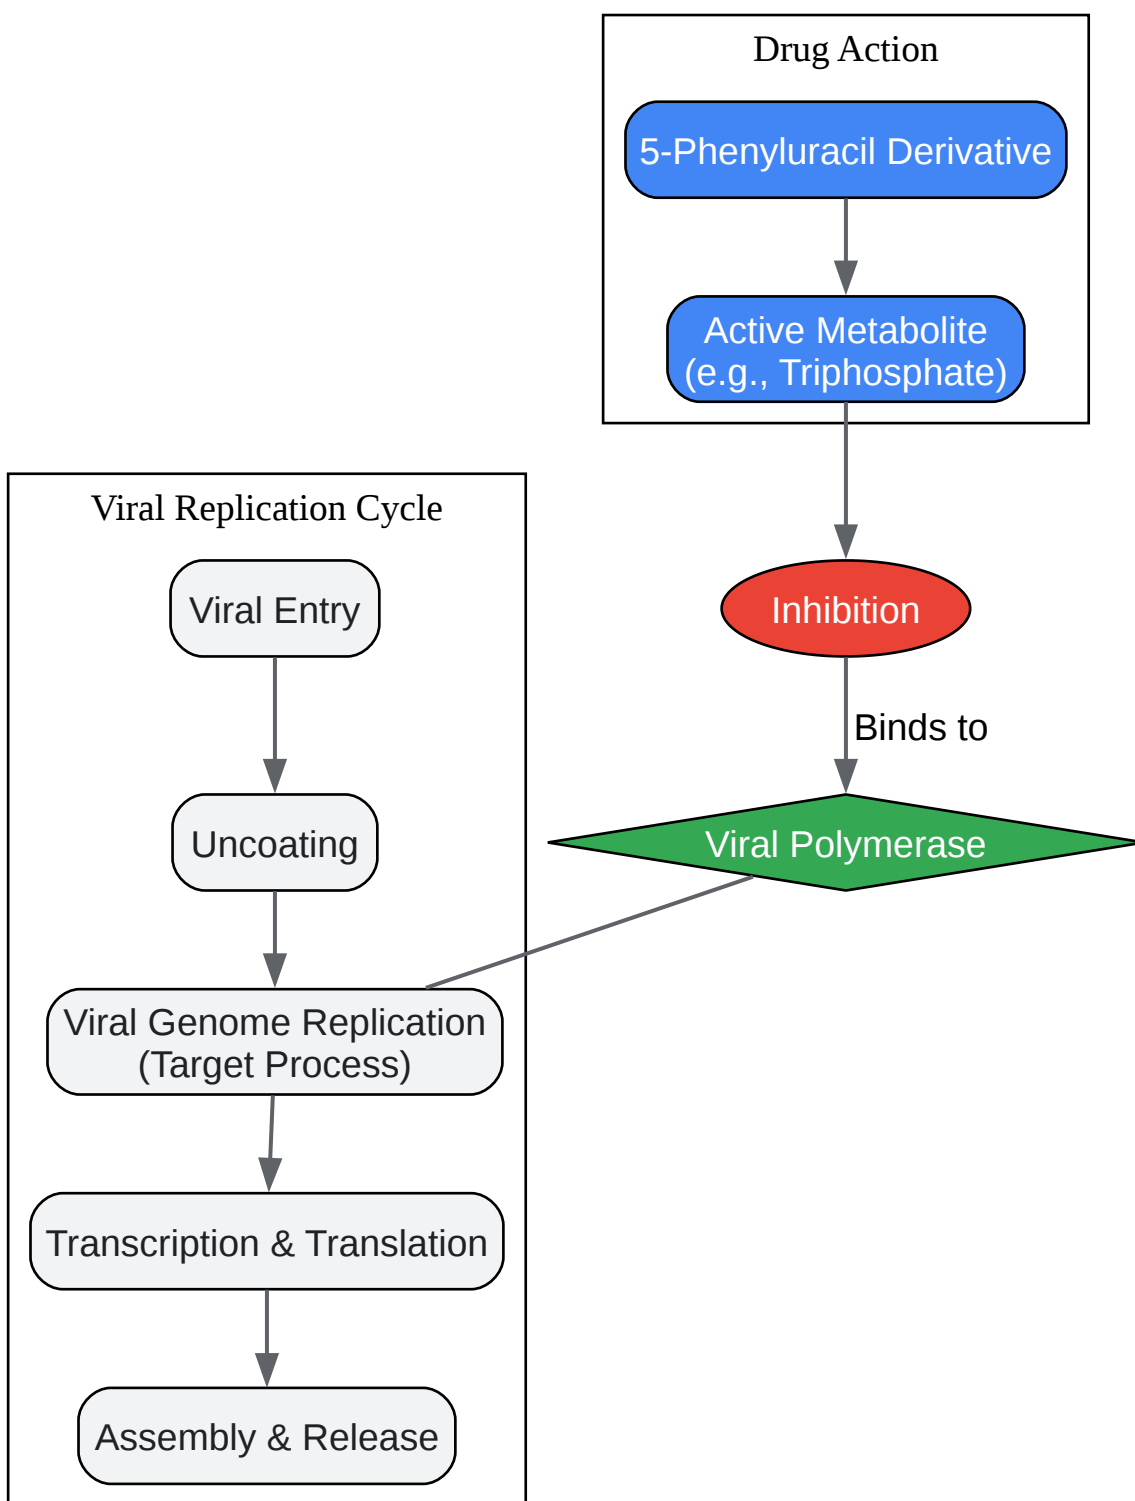 Drug Action
5-Phenyluracil Derivative
Active Metabolite
(e.g., Triphosphate)
Inhibition
Binds to
Viral Polymerase
Viral Replication Cycle
Viral Entry
Uncoating
Viral Genome Replication
(Target Process)
Transcription & Translation
Assembly & Release